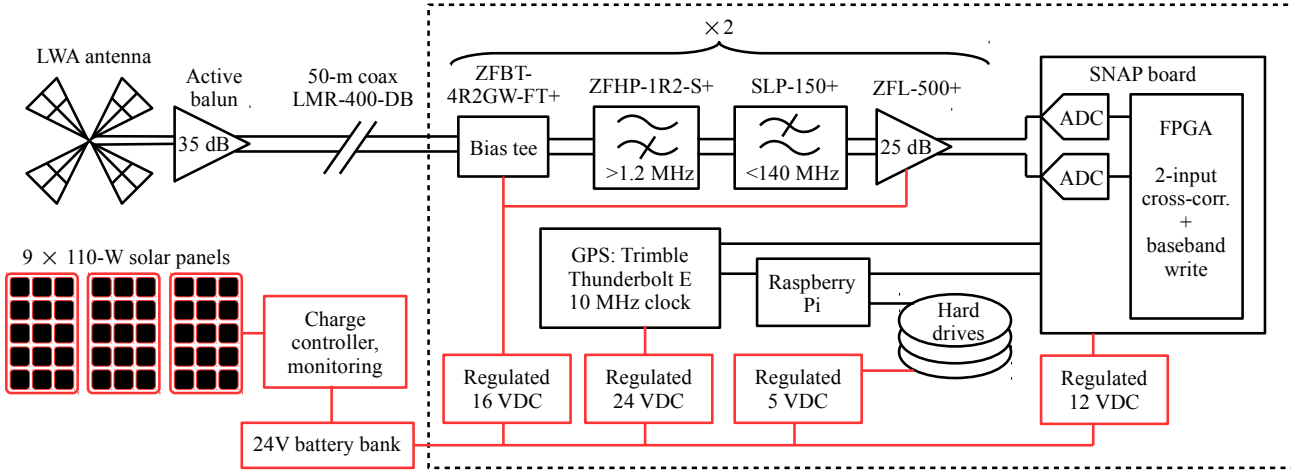 ×2
LWA antenna
Active
balun
35 dB
50-m coax
LMR-400-DB
ZFBT-
4R2GW-FT+
Bias tee
ZFHP-1R2-S+
>1.2 MHz
SLP-150+
<140 MHz
ZFL-500+
25 dB
SNAP board
ADC
ADC
FPGA
2-input
cross-corr.
+
baseband
write
GPS: Trimble
Thunderbolt E
10 MHz clock
Raspberry
Pi
Hard
drives
9 × 110-W solar panels
Charge
controller,
monitoring
24V battery bank
Regulated
16 VDC
Regulated
24 VDC
Regulated
5 VDC
Regulated
12 VDC